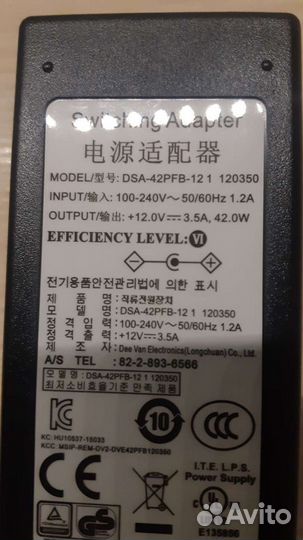 Switching Adapter
电源适配器
MODEL/型号: DSA-42PFB-12 1 120350
INPUT/输入: 100-240V～50/60Hz 1.2A
OUTPUT/输出: +12.0V⎓3.5A, 42.0W
EFFICIENCY LEVEL: VI
전기용품안전관리법에 의한 표시
제 품 명 : 직류전원장치
모 델 명 : DSA-42PFB-12 1 120350
정 격 입 력 : 100-240V～50/60Hz 1.2A
정 격 출 력 : +12V⎓3.5A
제 조 자 : Dee Van Electronics(Longchuan) Co.,Ltd.
A/S TEL : 82-2-893-6566
모 델 명 : DSA-42PFB-12 1 120350
최저소비효율기준 만족 제품
KC: HU10537-15033
KCC: MSIP-REM-DV2-DVE42PFB120350
10
CCC
I.T.E. L.P.S.
Power Supply
c UL us
E135856
Avito